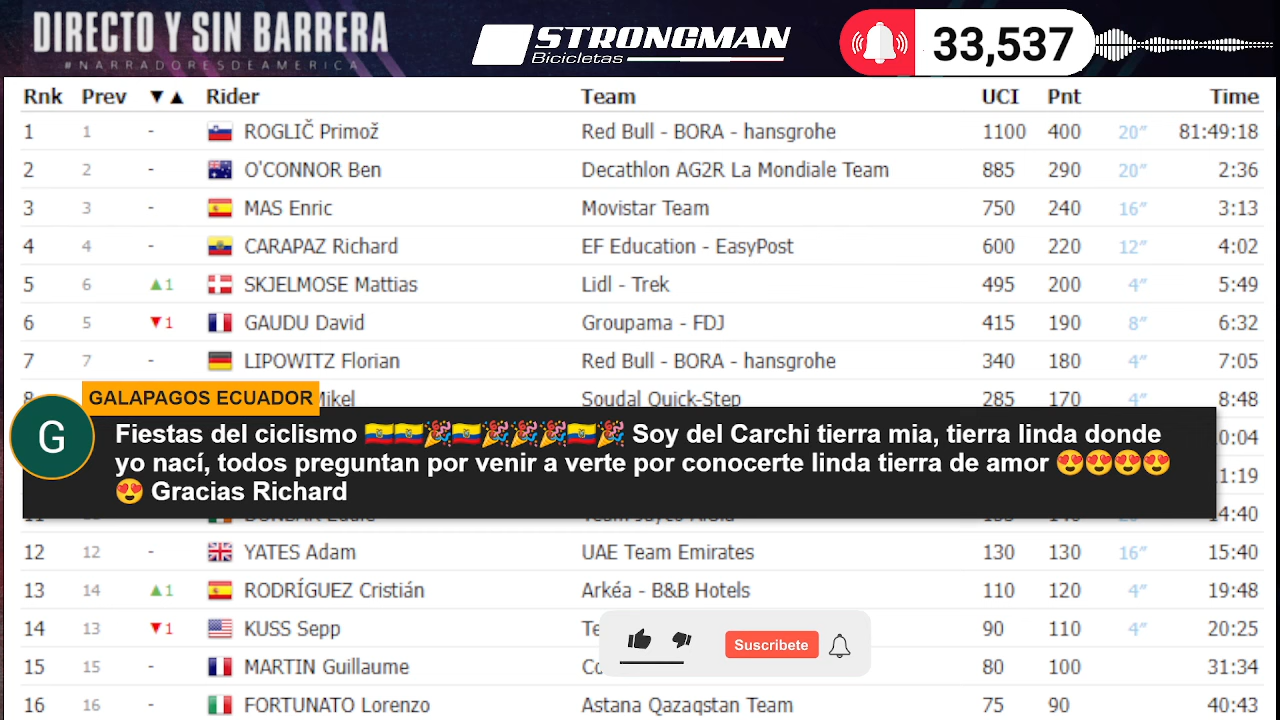 DIRECTO Y SIN BARRERA
#NARRADORESDEAMERICA
STRONGMAN
Bicicletas
33,537
Rnk Prev ▼▲ Rider Team UCI Pnt Time
1 1 - ROGLIČ Primož Red Bull - BORA - hansgrohe 1100 400 20″ 81:49:18
2 2 - O'CONNOR Ben Decathlon AG2R La Mondiale Team 885 290 20″ 2:36
3 3 - MAS Enric Movistar Team 750 240 16″ 3:13
4 4 - CARAPAZ Richard EF Education - EasyPost 600 220 12″ 4:02
5 6 ▲1 SKJELMOSE Mattias Lidl - Trek 495 200 4″ 5:49
6 5 ▼1 GAUDU David Groupama - FDJ 415 190 8″ 6:32
7 7 - LIPOWITZ Florian Red Bull - BORA - hansgrohe 340 180 4″ 7:05
8 Mikel Soudal Quick-Step 285 170 4″ 8:48
GALAPAGOS ECUADOR
G
Fiestas del ciclismo 🇪🇨🇪🇨🎉🇪🇨🎉🎉🎉🇪🇨🎉 Soy del Carchi tierra mia, tierra linda donde
yo nací, todos preguntan por venir a verte por conocerte linda tierra de amor 😍😍😍😍
😍 Gracias Richard
0:04
1:19
14:40
12 12 - YATES Adam UAE Team Emirates 130 130 16″ 15:40
13 14 ▲1 RODRÍGUEZ Cristián Arkéa - B&B Hotels 110 120 4″ 19:48
14 13 ▼1 KUSS Sepp Te 90 110 4″ 20:25
Suscribete
15 15 - MARTIN Guillaume Co 80 100 31:34
16 16 - FORTUNATO Lorenzo Astana Qazaqstan Team 75 90 40:43